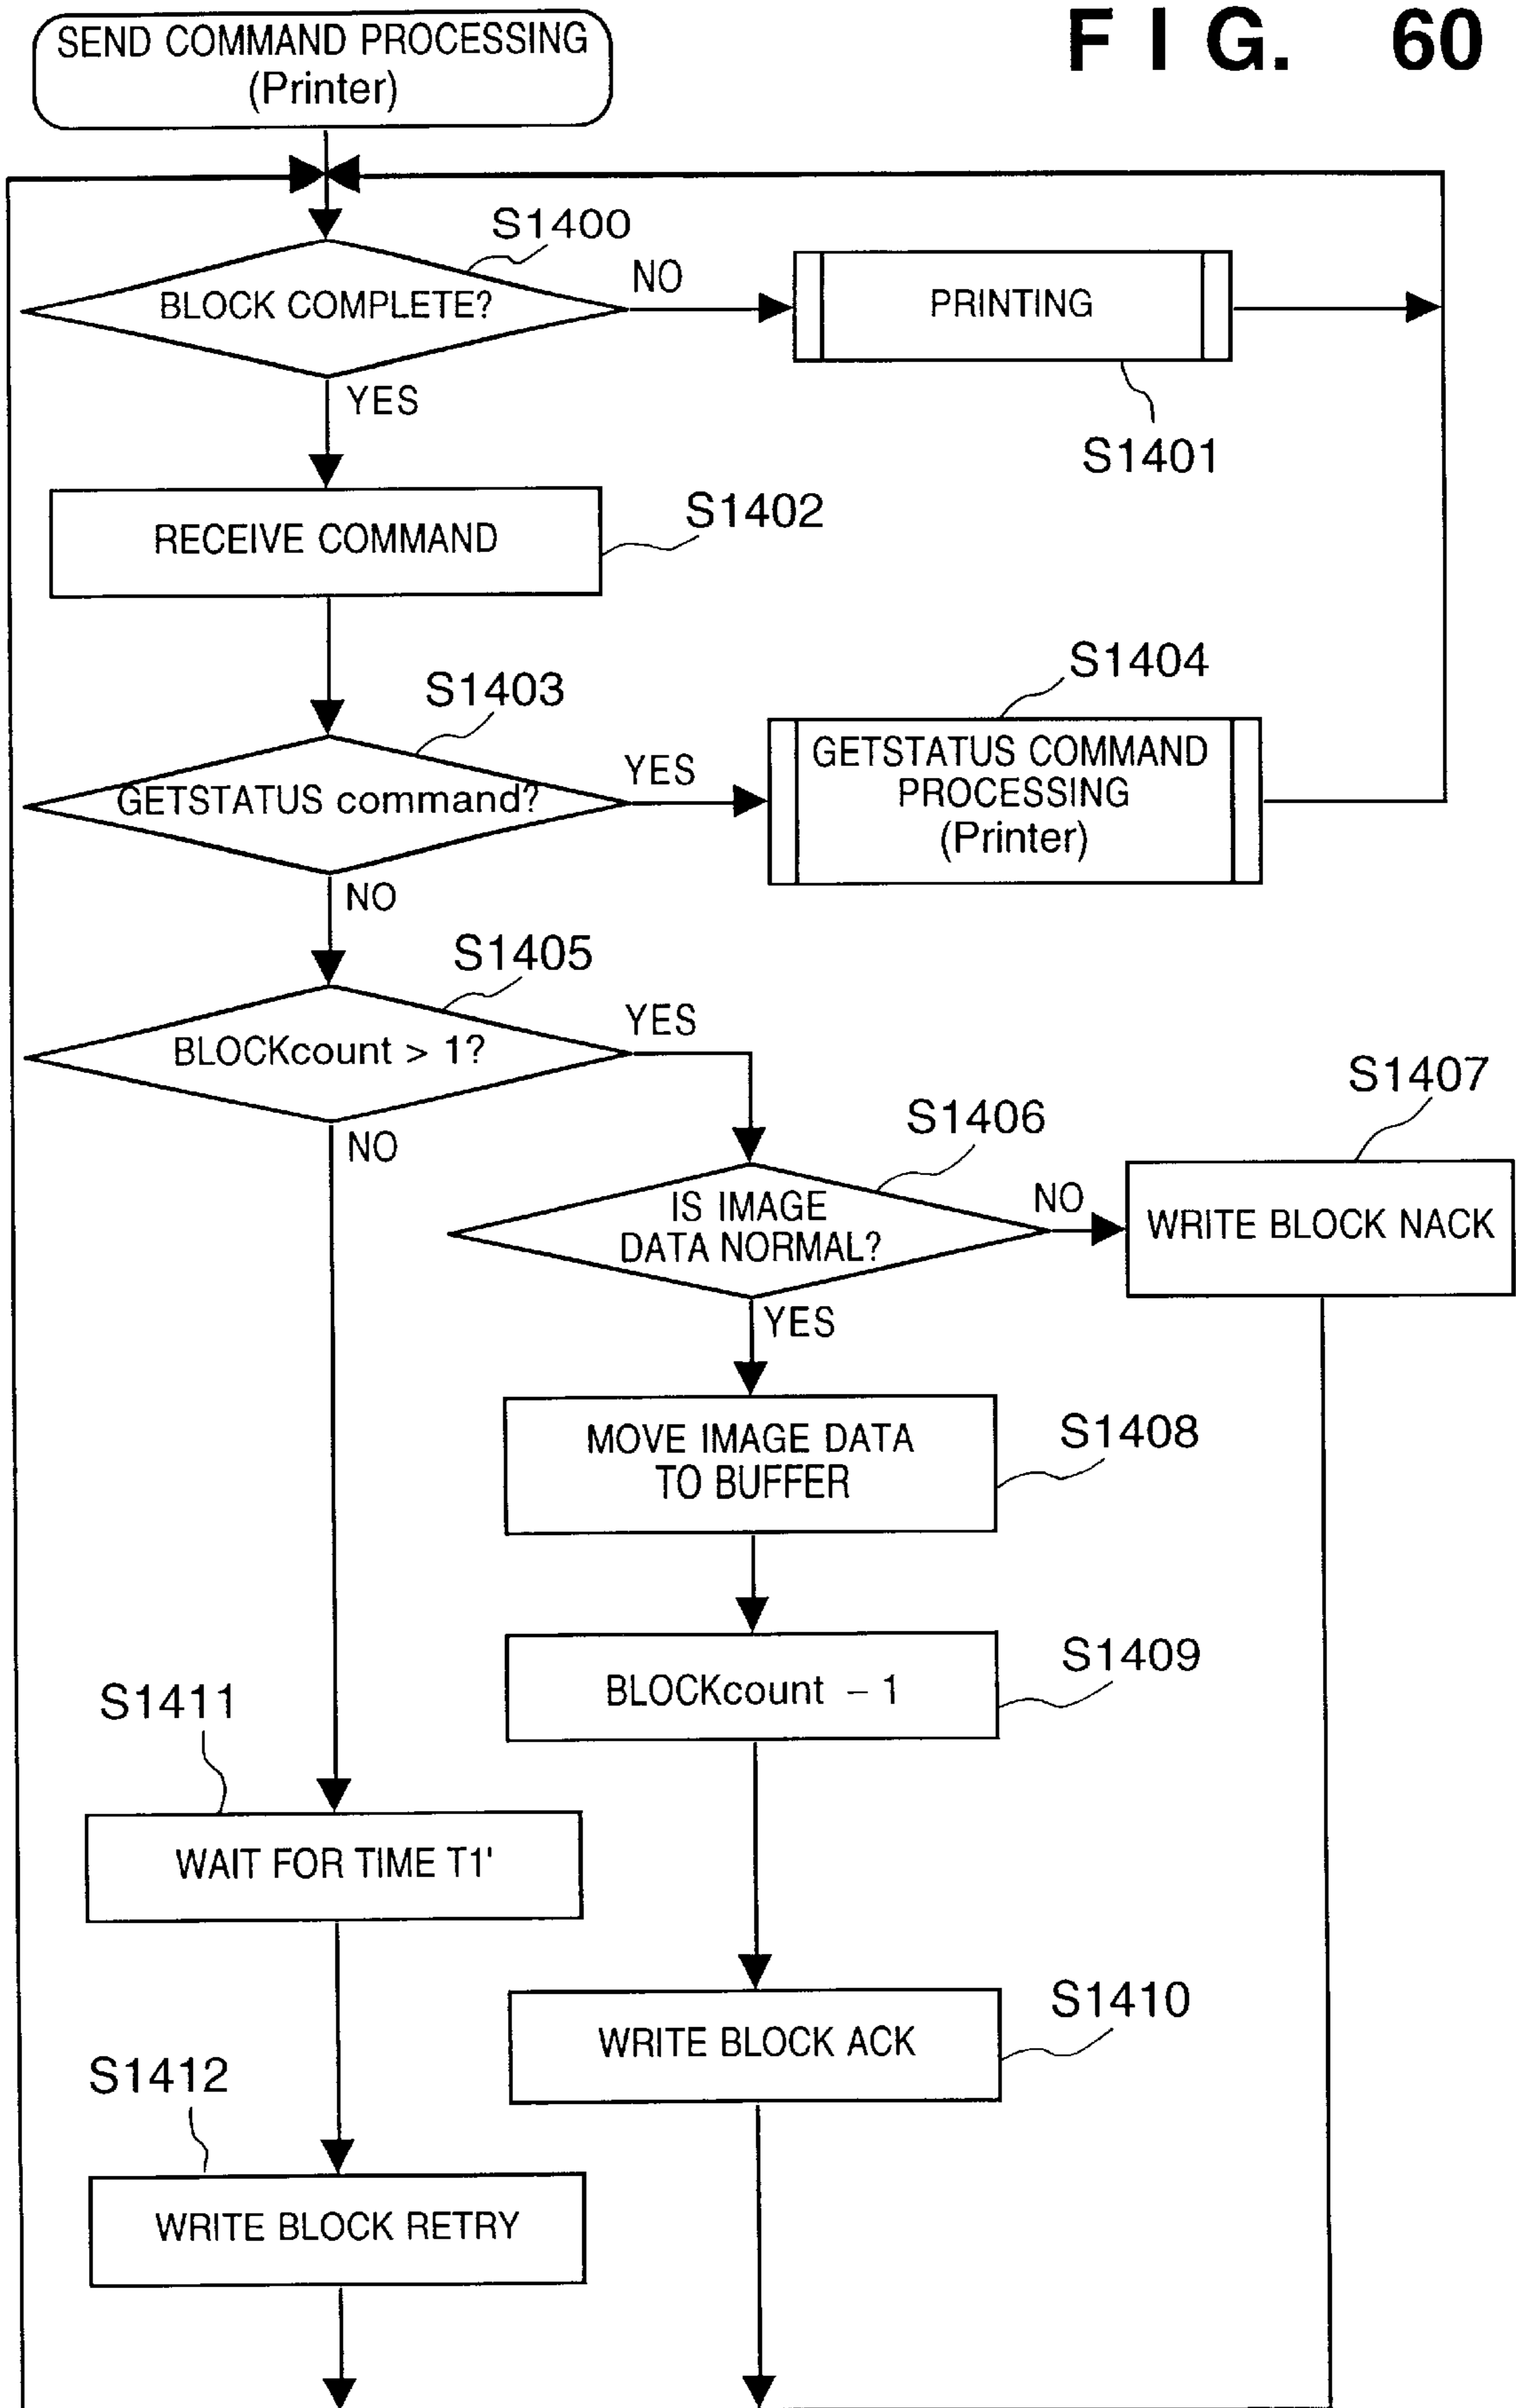 FIG. 60
SEND COMMAND PROCESSING
(Printer)
S1400
BLOCK COMPLETE?
NO
PRINTING
S1401
YES
RECEIVE COMMAND
S1402
S1403
GETSTATUS command?
YES
S1404
GETSTATUS COMMAND
PROCESSING
(Printer)
NO
S1405
BLOCKcount > 1?
YES
NO
S1406
IS IMAGE
DATA NORMAL?
NO
S1407
WRITE BLOCK NACK
YES
MOVE IMAGE DATA
TO BUFFER
S1408
BLOCKcount – 1
S1409
S1411
WAIT FOR TIME T1'
WRITE BLOCK ACK
S1410
S1412
WRITE BLOCK RETRY